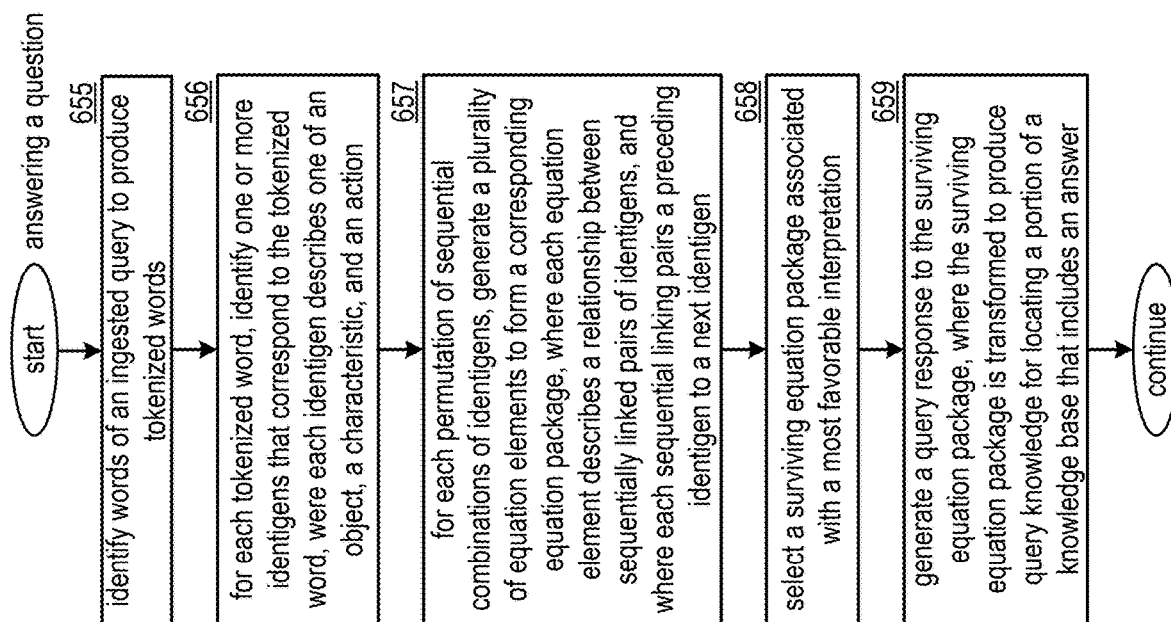 start
answering a question
655
identify words of an ingested query to produce
tokenized words
656
for each tokenized word, identify one or more
identigens that correspond to the tokenized
word, were each identigen describes one of an
object, a characteristic, and an action
657
for each permutation of sequential
combinations of identigens, generate a plurality
of equation elements to form a corresponding
equation package, where each equation
element describes a relationship between
sequentially linked pairs of identigens, and
where each sequential linking pairs a preceding
identigen to a next identigen
658
select a surviving equation package associated
with a most favorable interpretation
659
generate a query response to the surviving
equation package, where the surviving
equation package is transformed to produce
query knowledge for locating a portion of a
knowledge base that includes an answer
continue